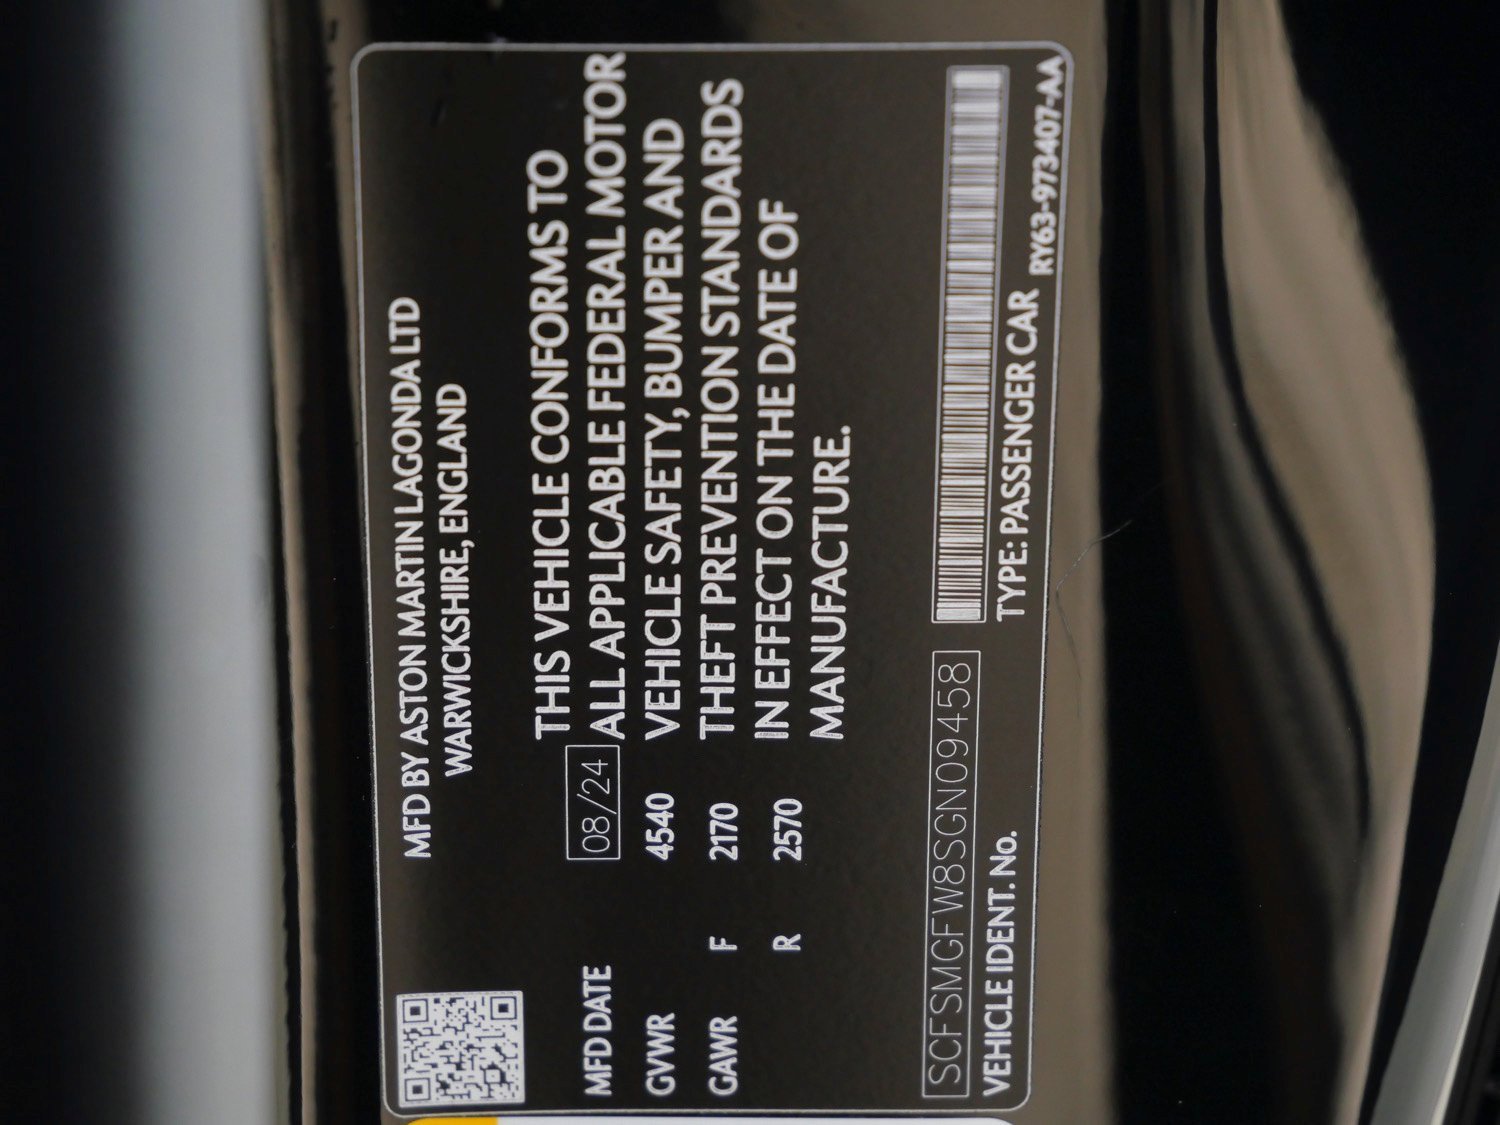 MFD BY ASTON MARTIN LAGONDA LTD
WARWICKSHIRE, ENGLAND
THIS VEHICLE CONFORMS TO
ALL APPLICABLE FEDERAL MOTOR
VEHICLE SAFETY, BUMPER AND
THEFT PREVENTION STANDARDS
IN EFFECT ON THE DATE OF
MANUFACTURE.
MFD DATE 08/24
GVWR 4540
GAWR F 2170
R 2570
SCFSMGFW8SGN09458
VEHICLE IDENT. No.
TYPE: PASSENGER CAR
RY63-973407-AA